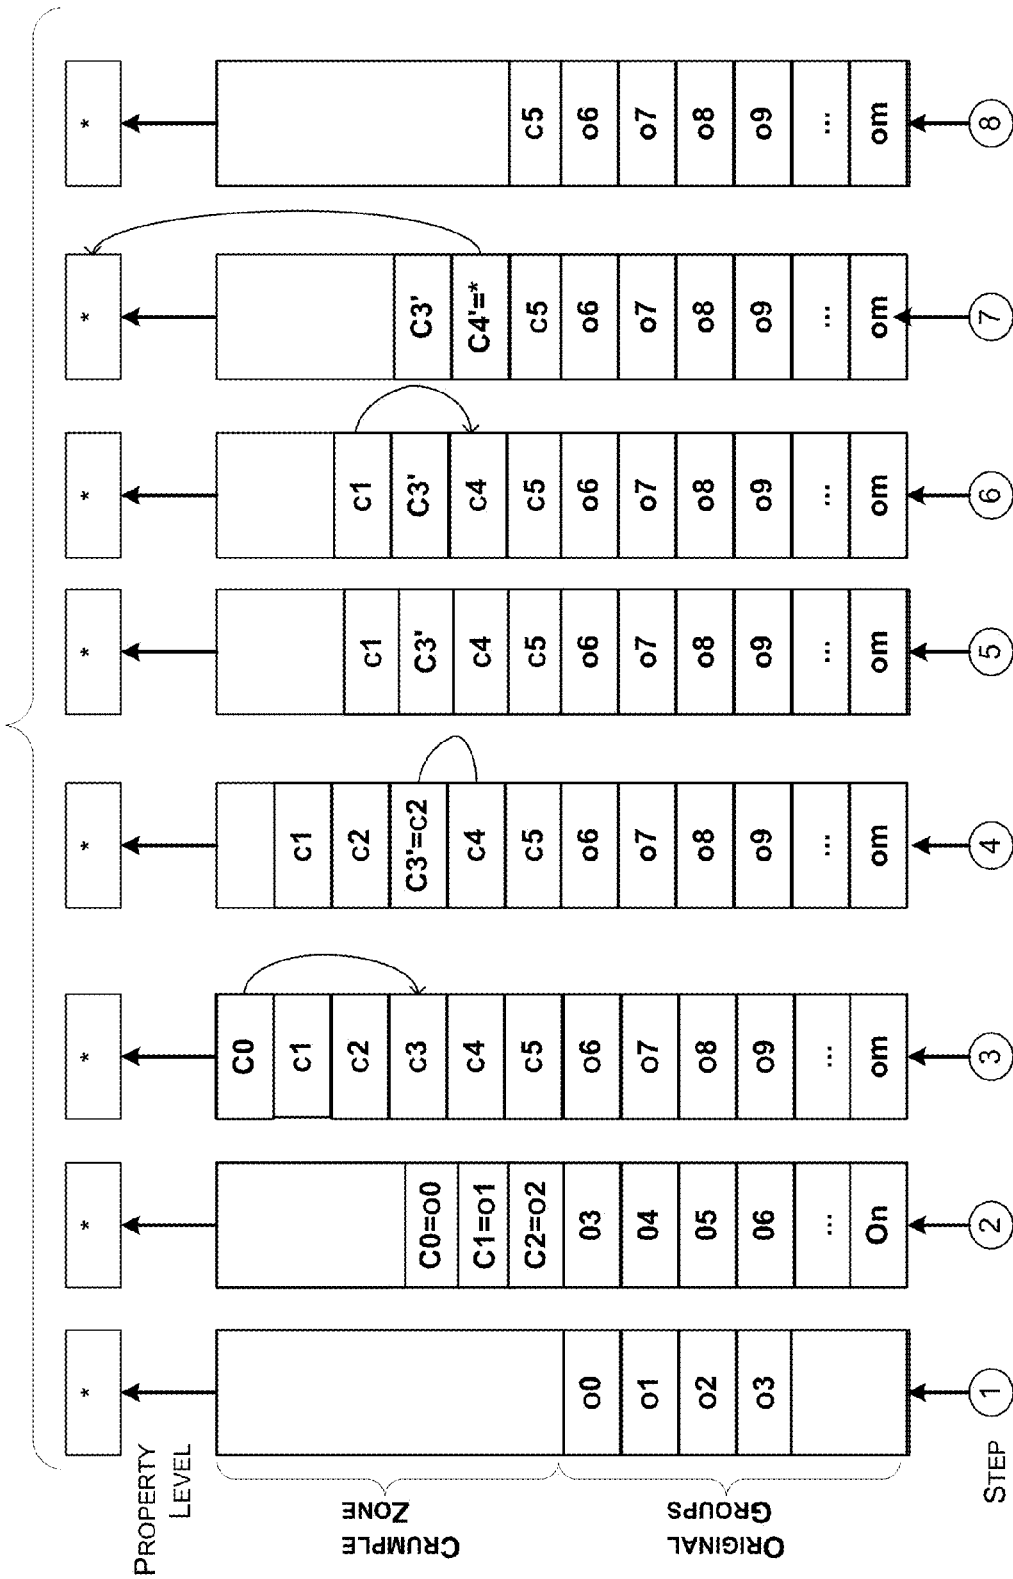 PROPERTY
LEVEL
CRUMPLE
ZONE
ORIGINAL
GROUPS
STEP
*
o0
o1
o2
o3
1
*
C0=o0
C1=o1
C2=o2
03
04
05
06
...
On
2
*
C0
c1
c2
c3
c4
c5
o6
o7
o8
o9
...
om
3
*
c1
c2
C3'=c2
c4
c5
o6
o7
o8
o9
...
om
4
*
c1
C3'
c4
c5
o6
o7
o8
o9
...
om
5
*
c1
C3'
c4
c5
o6
o7
o8
o9
...
om
6
*
C3'
C4'=*
c5
o6
o7
o8
o9
...
om
7
*
c5
o6
o7
o8
o9
...
om
8